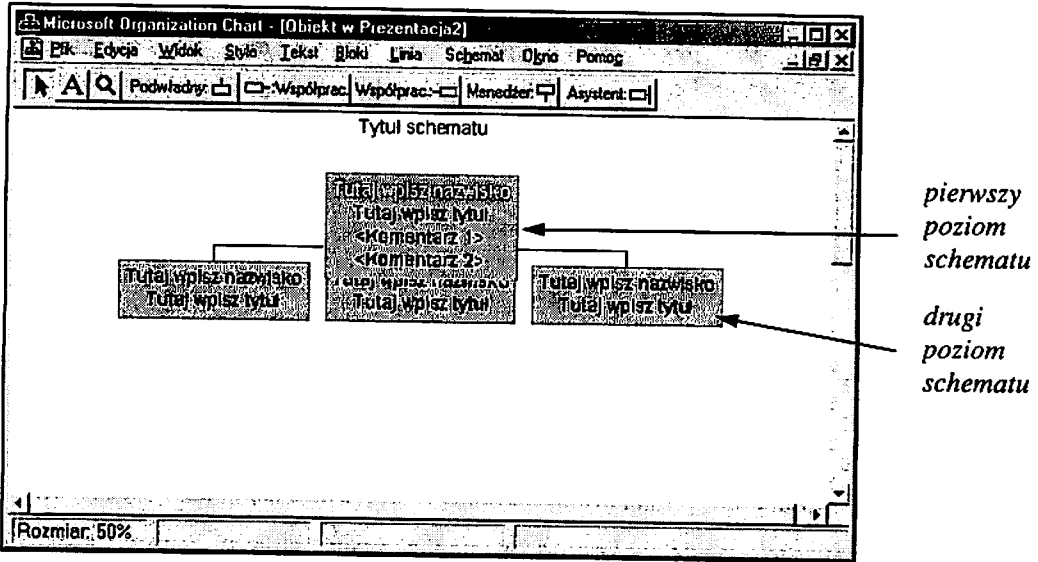 Microsoft Organization Chart - [Obiekt w Prezentacja2]
Plik Edycja Widok Style Tekst Bloki Linia Schemat Okno Pomoc
A Podwładny: :Współprac. Współprac.: Menedżer: Asystent:
Tytuł schematu
Tutaj wpisz nazwisko
Tutaj wpisz tytuł
<Komentarz 1>
<Komentarz 2>
Tutaj wpisz nazwisko
Tutaj wpisz tytuł
Tutaj wpisz nazwisko
Tutaj wpisz tytuł
Tutaj wpisz nazwisko
Tutaj wpisz tytuł
pierwszy
poziom
schematu
drugi
poziom
schematu
Rozmiar: 50%